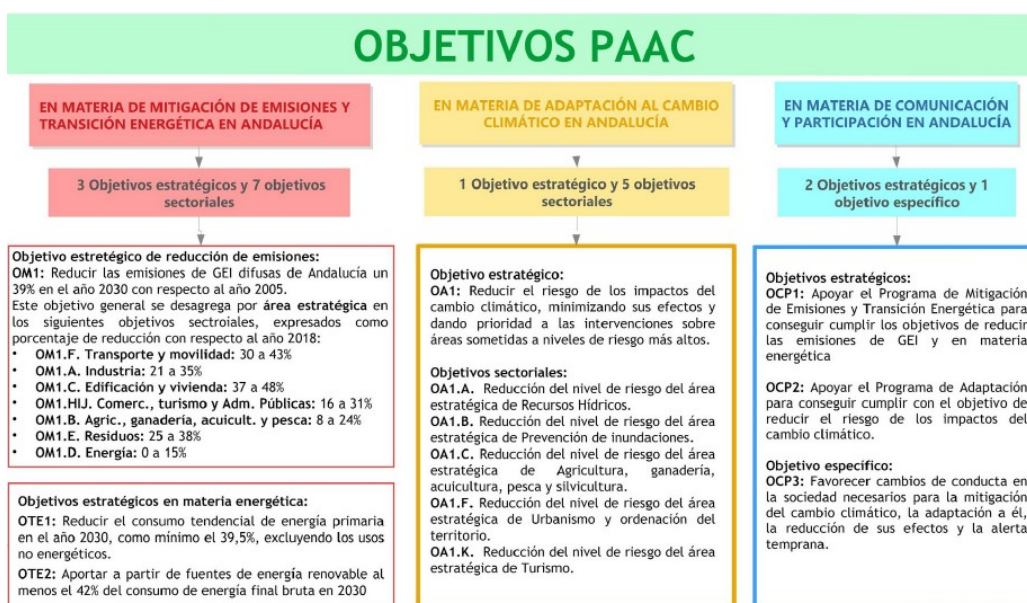 OBJETIVOS PAAC
EN MATERIA DE MITIGACIÓN DE EMISIONES Y
TRANSICIÓN ENERGÉTICA EN ANDALUCÍA
3 Objetivos estratégicos y 7 objetivos
sectoriales
Objetivo estretégico de reducción de emisiones:
OM1: Reducir las emisiones de GEI difusas de Andalucía un
39% en el año 2030 con respecto al año 2005.
Este objetivo general se desagrega por área estratégica en
los siguientes objetivos sectroiales, expresados como
porcentaje de reducción con respecto al año 2018:
• OM1.F. Transporte y movilidad: 30 a 43%
• OM1.A. Industria: 21 a 35%
• OM1.C. Edificación y vivienda: 37 a 48%
• OM1.HIJ. Comerc., turismo y Adm. Públicas: 16 a 31%
• OM1.B. Agric., ganadería, acuicult. y pesca: 8 a 24%
• OM1.E. Residuos: 25 a 38%
• OM1.D. Energía: 0 a 15%
Objetivos estratégicos en materia energética:
OTE1: Reducir el consumo tendencial de energía primaria
en el año 2030, como mínimo el 39,5%, excluyendo los usos
no energéticos.
OTE2: Aportar a partir de fuentes de energía renovable al
menos el 42% del consumo de energía final bruta en 2030
EN MATERIA DE ADAPTACIÓN AL CAMBIO
CLIMÁTICO EN ANDALUCÍA
1 Objetivo estratégico y 5 objetivos
sectoriales
Objetivo estratégico:
OA1: Reducir el riesgo de los impactos del
cambio climático, minimizando sus efectos y
dando prioridad a las intervenciones sobre
áreas sometidas a niveles de riesgo más altos.
Objetivos sectoriales:
OA1.A. Reducción del nivel de riesgo del área
estratégica de Recursos Hídricos.
OA1.B. Reducción del nivel de riesgo del área
estratégica de Prevención de inundaciones.
OA1.C. Reducción del nivel de riesgo del área
estratégica de Agricultura, ganadería,
acuicultura, pesca y silvicultura.
OA1.F. Reducción del nivel de riesgo del área
estratégica de Urbanismo y ordenación del
territorio.
OA1.K. Reducción del nivel de riesgo del área
estratégica de Turismo.
EN MATERIA DE COMUNICACIÓN
Y PARTICIPACIÓN EN ANDALUCÍA
2 Objetivos estratégicos y 1
objetivo específico
Objetivos estratégicos:
OCP1: Apoyar el Programa de Mitigación
de Emisiones y Transición Energética para
conseguir cumplir los objetivos de reducir
las emisiones de GEI y en materia
energética
OCP2: Apoyar el Programa de Adaptación
para conseguir cumplir con el objetivo de
reducir el riesgo de los impactos del
cambio climático.
Objetivo específico:
OCP3: Favorecer cambios de conducta en
la sociedad necesarios para la mitigación
del cambio climático, la adaptación a él,
la reducción de sus efectos y la alerta
temprana.